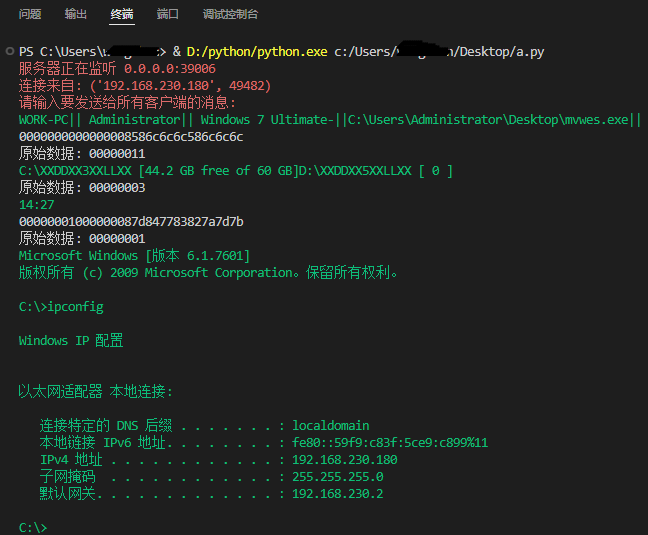 问题 输出 终端 端口 调试控制台
PS C:\Users\ > & D:/python/python.exe c:/Users/ /Desktop/a.py
服务器正在监听 0.0.0.0:39006
连接来自: ('192.168.230.180', 49482)
请输入要发送给所有客户端的消息:
WORK-PC|| Administrator|| Windows 7 Ultimate-||C:\Users\Administrator\Desktop\mvwes.exe||
0000000000000008586c6c6c586c6c6c
原始数据: 00000011
C:\XXDDXX3XXLLXX [44.2 GB free of 60 GB]D:\XXDDXX5XXLLXX [ 0 ]
原始数据: 00000003
14:27
00000001000000087d847783827a7d7b
原始数据: 00000001
Microsoft Windows [版本 6.1.7601]
版权所有 (c) 2009 Microsoft Corporation。保留所有权利。
C:\>ipconfig
Windows IP 配置
以太网适配器 本地连接:
连接特定的 DNS 后缀 . . . . . . . : localdomain
本地链接 IPv6 地址. . . . . . . . : fe80::59f9:c83f:5ce9:c899%11
IPv4 地址 . . . . . . . . . . . . : 192.168.230.180
子网掩码  . . . . . . . . . . . . : 255.255.255.0
默认网关. . . . . . . . . . . . . : 192.168.230.2
C:\>